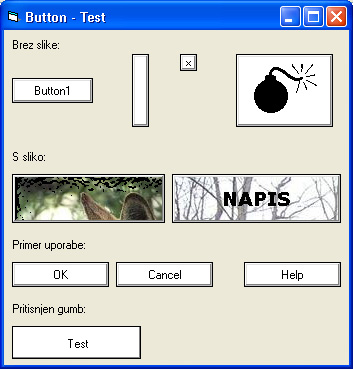 Button - Test
Brez slike:
Button1
x
S sliko:
NAPIS
Primer uporabe:
OK
Cancel
Help
Pritisnjen gumb:
Test